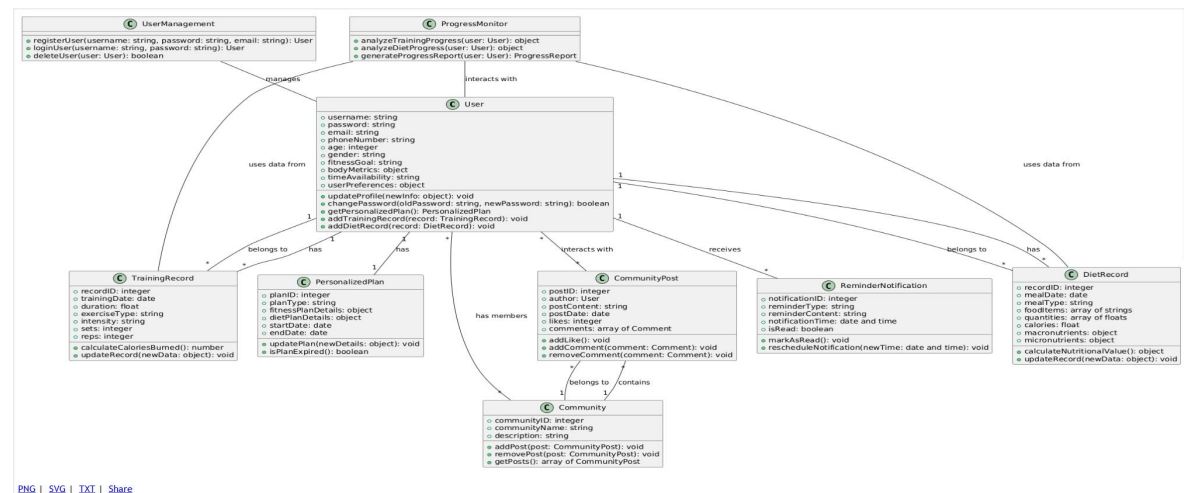 C UserManagement
registerUser(username: string, password: string, email: string): User
loginUser(username: string, password: string): User
deleteUser(user: User): boolean
C ProgressMonitor
analyzeTrainingProgress(user: User): object
analyzeDietProgress(user: User): object
generateProgressReport(user: User): ProgressReport
manages
interacts with
C User
username: string
password: string
email: string
phoneNumber: string
age: integer
gender: string
fitnessGoal: string
bodyMetrics: object
timeAvailability: string
userPreferences: object
updateProfile(newInfo: object): void
changePassword(oldPassword: string, newPassword: string): boolean
getPersonalizedPlan(): PersonalizedPlan
addTrainingRecord(record: TrainingRecord): void
addDietRecord(record: DietRecord): void
uses data from
uses data from
1
1
1
1
1
1
*
*
1
belongs to
has
has
interacts with
receives
belongs to
has
*
*
1
*
*
*
*
C TrainingRecord
recordID: integer
trainingDate: date
duration: float
exerciseType: string
intensity: string
sets: integer
reps: integer
calculateCaloriesBurned(): number
updateRecord(newData: object): void
C PersonalizedPlan
planID: integer
planType: string
fitnessPlanDetails: object
dietPlanDetails: object
startDate: date
endDate: date
updatePlan(newDetails: object): void
isPlanExpired(): boolean
has members
C CommunityPost
postID: integer
author: User
postContent: string
postDate: date
likes: integer
comments: array of Comment
addLike(): void
addComment(comment: Comment): void
removeComment(comment: Comment): void
C ReminderNotification
notificationID: integer
reminderType: string
reminderContent: string
notificationTime: date and time
isRead: boolean
markAsRead(): void
rescheduleNotification(newTime: date and time): void
C DietRecord
recordID: integer
mealDate: date
mealType: string
foodItems: array of strings
quantities: array of floats
calories: float
macronutrients: object
micronutrients: object
calculateNutritionalValue(): object
updateRecord(newData: object): void
*
*
belongs to
contains
*
1
1
C Community
communityID: integer
communityName: string
description: string
addPost(post: CommunityPost): void
removePost(post: CommunityPost): void
getPosts(): array of CommunityPost
PNG | SVG | TXT | Share